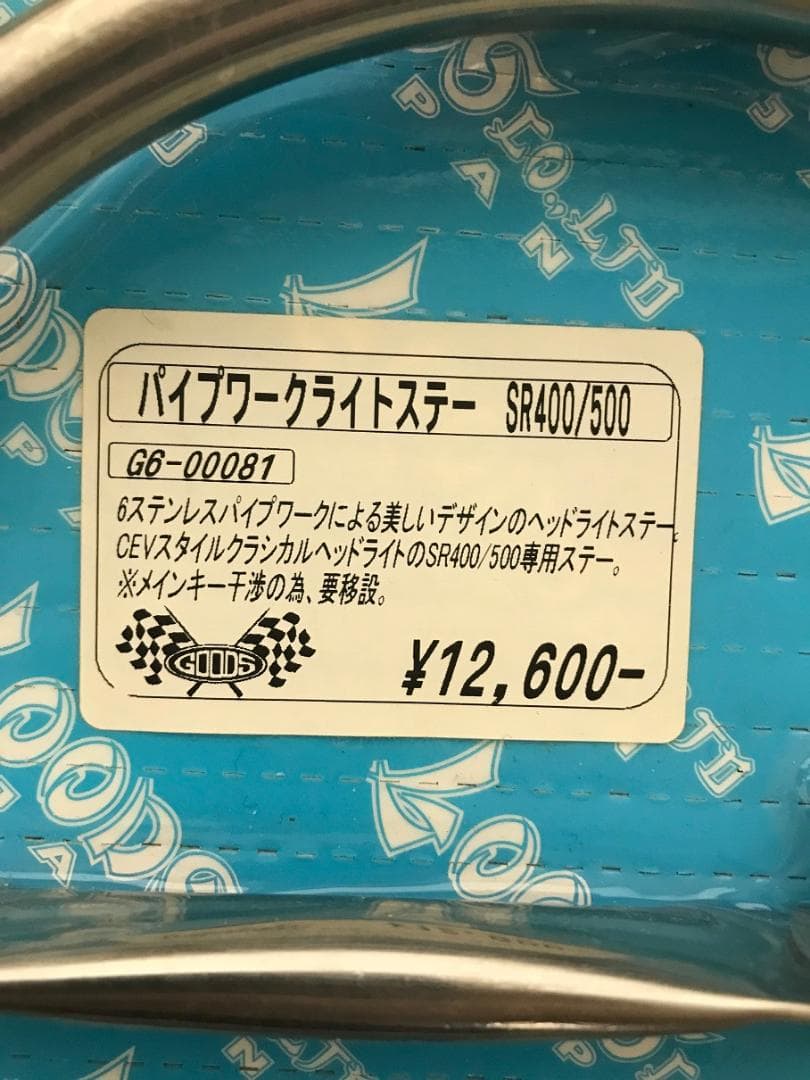 CO.,LTD
JAPAN
パイプワークライトステー SR400/500
G6-00081
6ステンレスパイプワークによる美しいデザインのヘッドライトステー。
CEVスタイルクラシカルヘッドライトのSR400/500専用ステー。
※メインキー干渉の為、要移設。
GOODS
¥12,600-
LTD